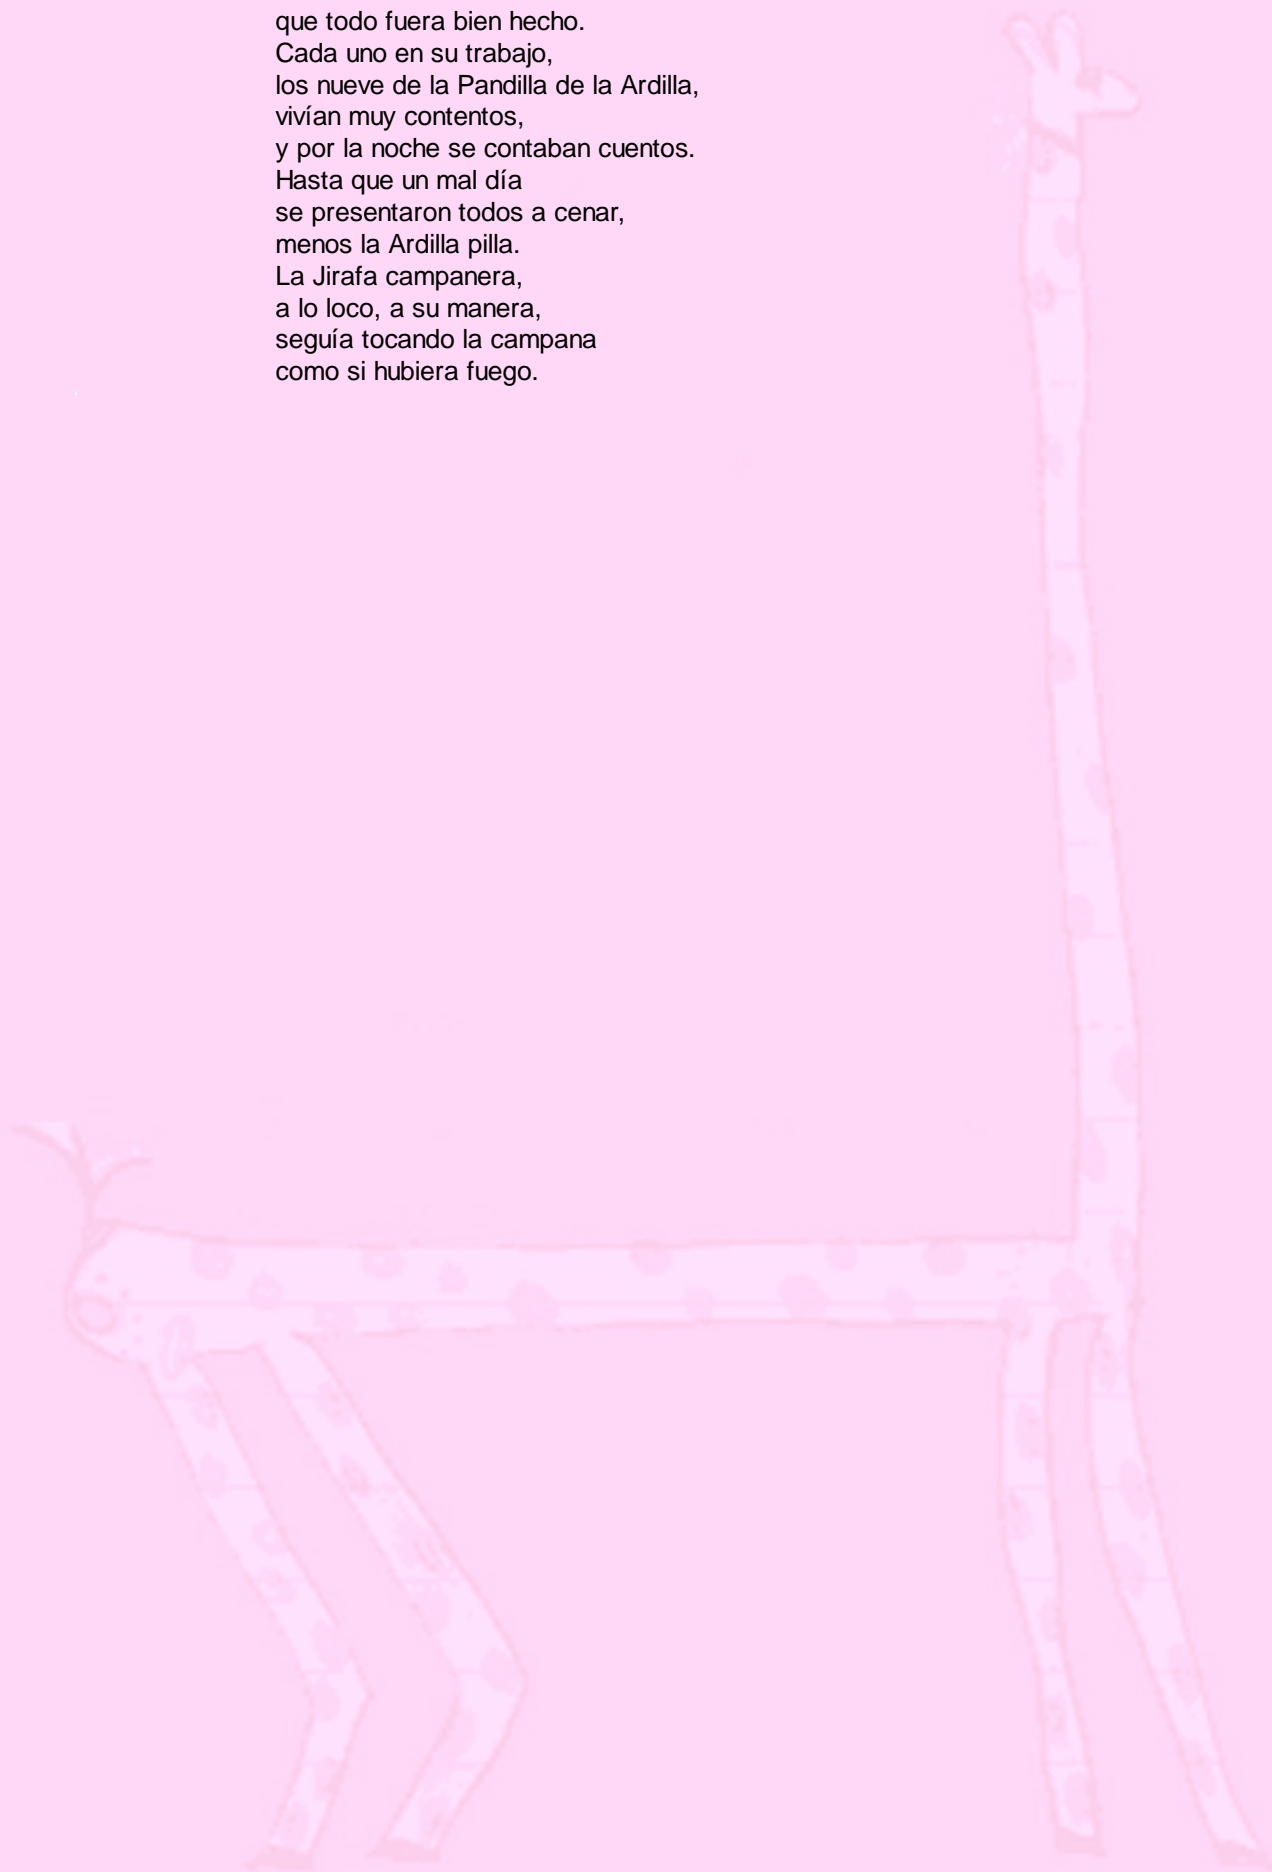 que todo fuera bien hecho.
Cada uno en su trabajo,
los nueve de la Pandilla de la Ardilla,
vivían muy contentos,
y por la noche se contaban cuentos.
Hasta que un mal día
se presentaron todos a cenar,
menos la Ardilla pilla.
La Jirafa campanera,
a lo loco, a su manera,
seguía tocando la campana
como si hubiera fuego.